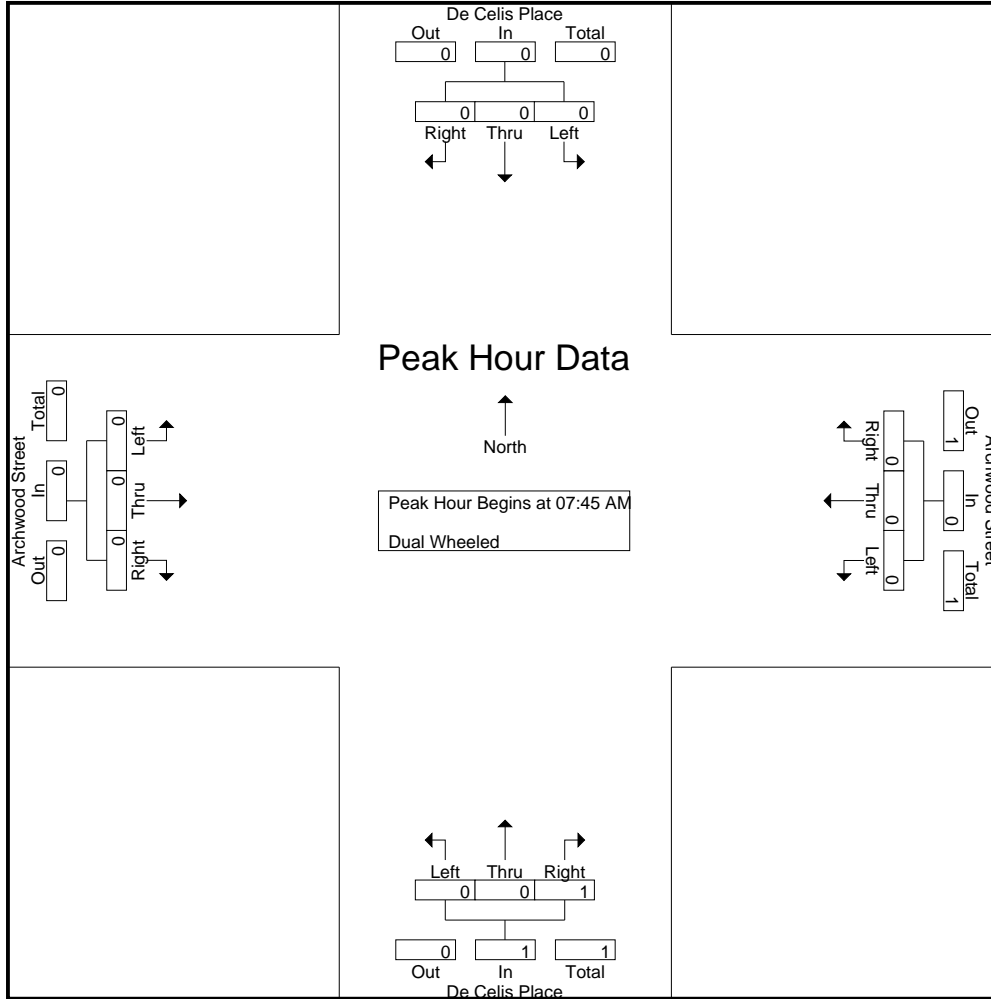 De Celis Place
Out In Total
0 0 0
0 0 0
Right Thru Left
Peak Hour Data
North
Peak Hour Begins at 07:45 AM
Dual Wheeled
Archwood Street
Total In Out
0 0 0
0 0 0
Left Thru Right
Right Thru Left
0 0 0
1 0 1
Out In Total
Archwood Street
Left Thru Right
0 0 1
0 1 1
Out In Total
De Celis Place